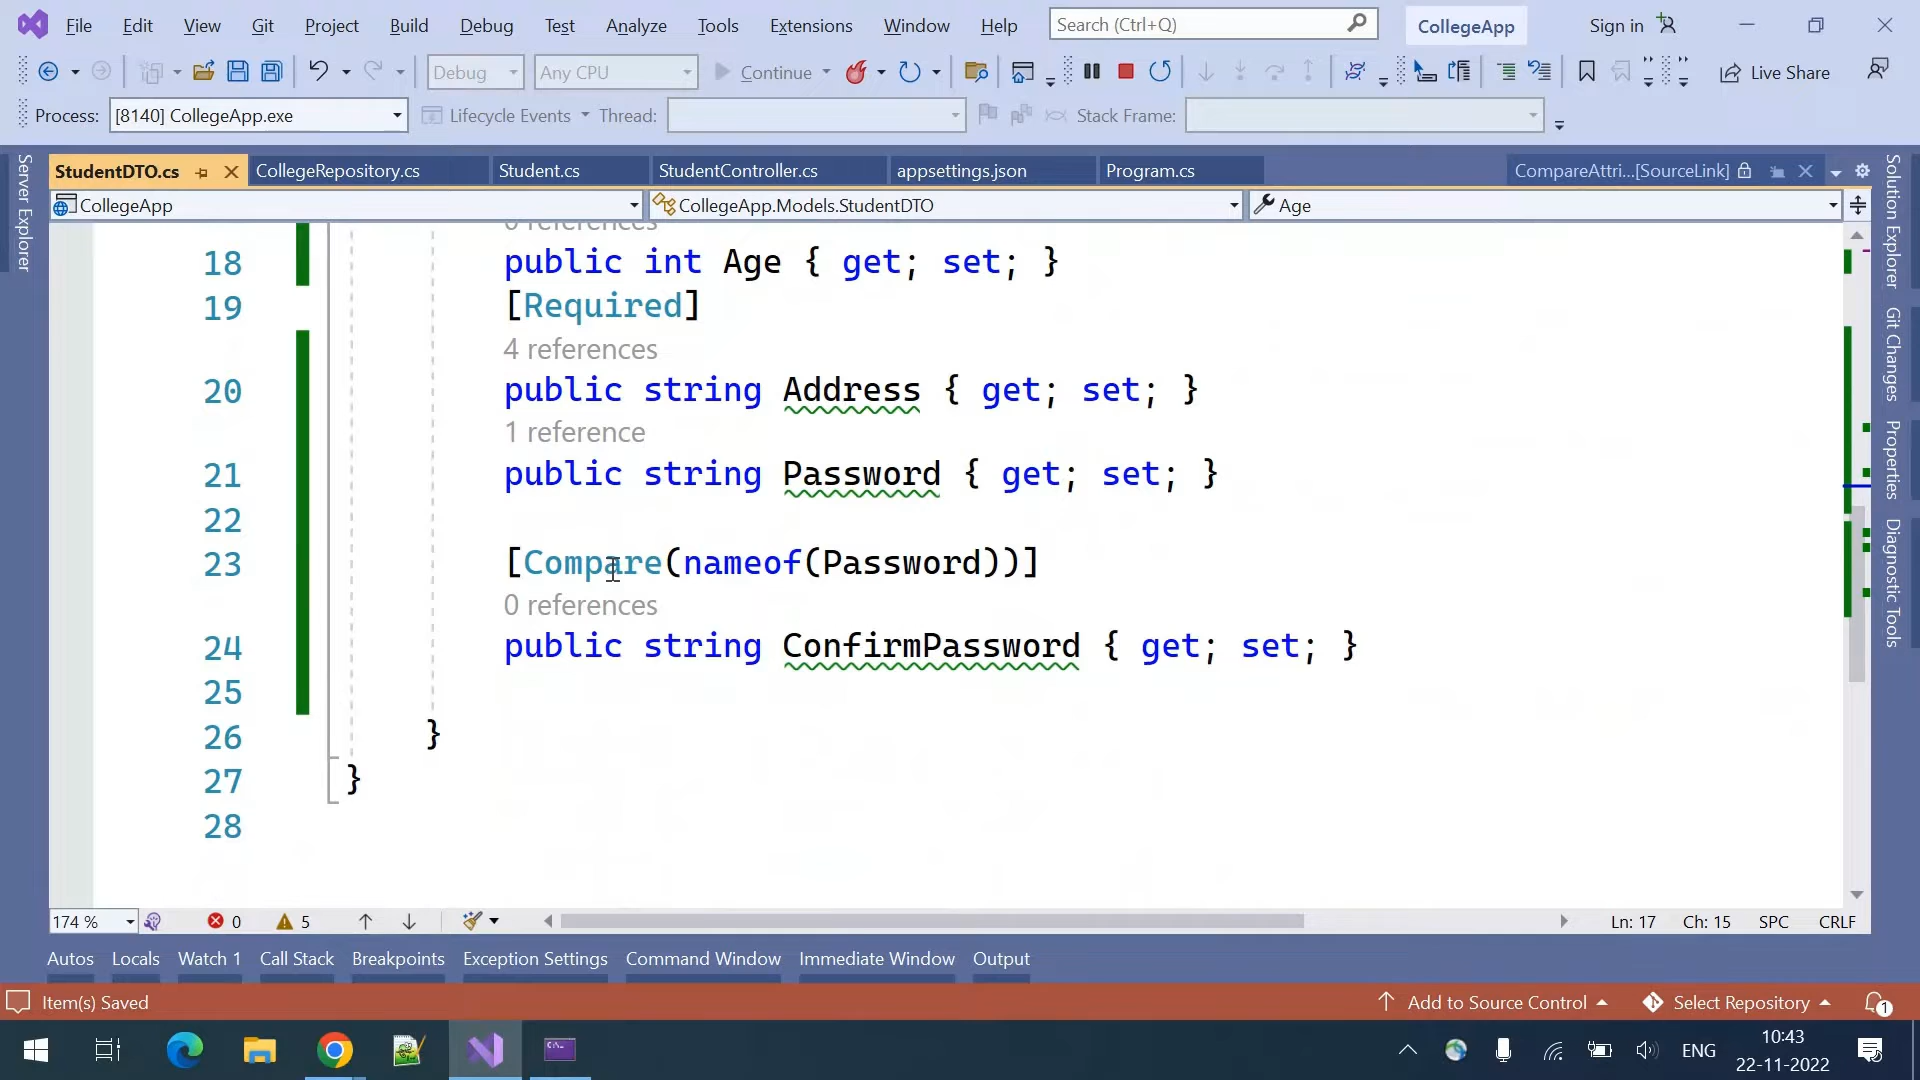 File Edit View Git Project Build Debug Test Analyze Tools Extensions Window Help Search (Ctrl+Q) CollegeApp Sign in
Debug Any CPU Continue Live Share
Process: [8140] CollegeApp.exe Lifecycle Events Thread: Stack Frame:
StudentDTO.cs CollegeRepository.cs Student.cs StudentController.cs appsettings.json Program.cs CompareAttri...[SourceLink]
CollegeApp CollegeApp.Models.StudentDTO Age
Server Explorer
Solution Explorer
Git Changes
Properties
Diagnostic Tools
0 references
18 public int Age { get; set; }
19 [Required]
4 references
20 public string Address { get; set; }
1 reference
21 public string Password { get; set; }
22
23 [Compare(nameof(Password))]
0 references
24 public string ConfirmPassword { get; set; }
25
26 }
27 }
28
174 % 0 5 Ln: 17 Ch: 15 SPC CRLF
Autos Locals Watch 1 Call Stack Breakpoints Exception Settings Command Window Immediate Window Output
Item(s) Saved Add to Source Control Select Repository 1
ENG 10:43
22-11-2022